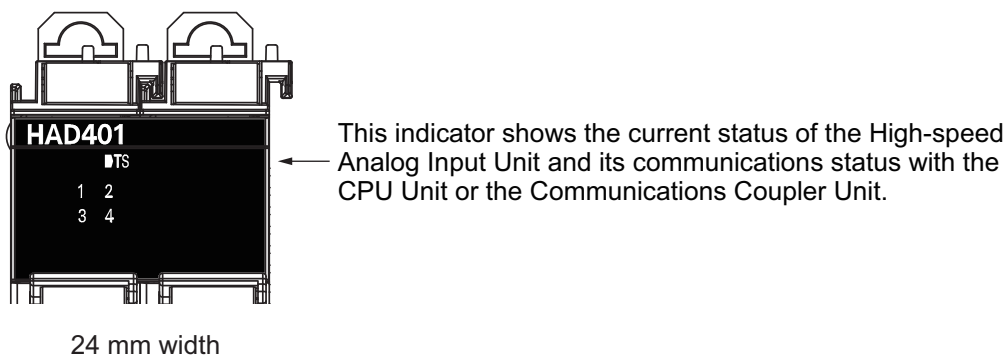 HAD401
DTS
1 2
3 4
This indicator shows the current status of the High-speed
Analog Input Unit and its communications status with the
CPU Unit or the Communications Coupler Unit.
24 mm width